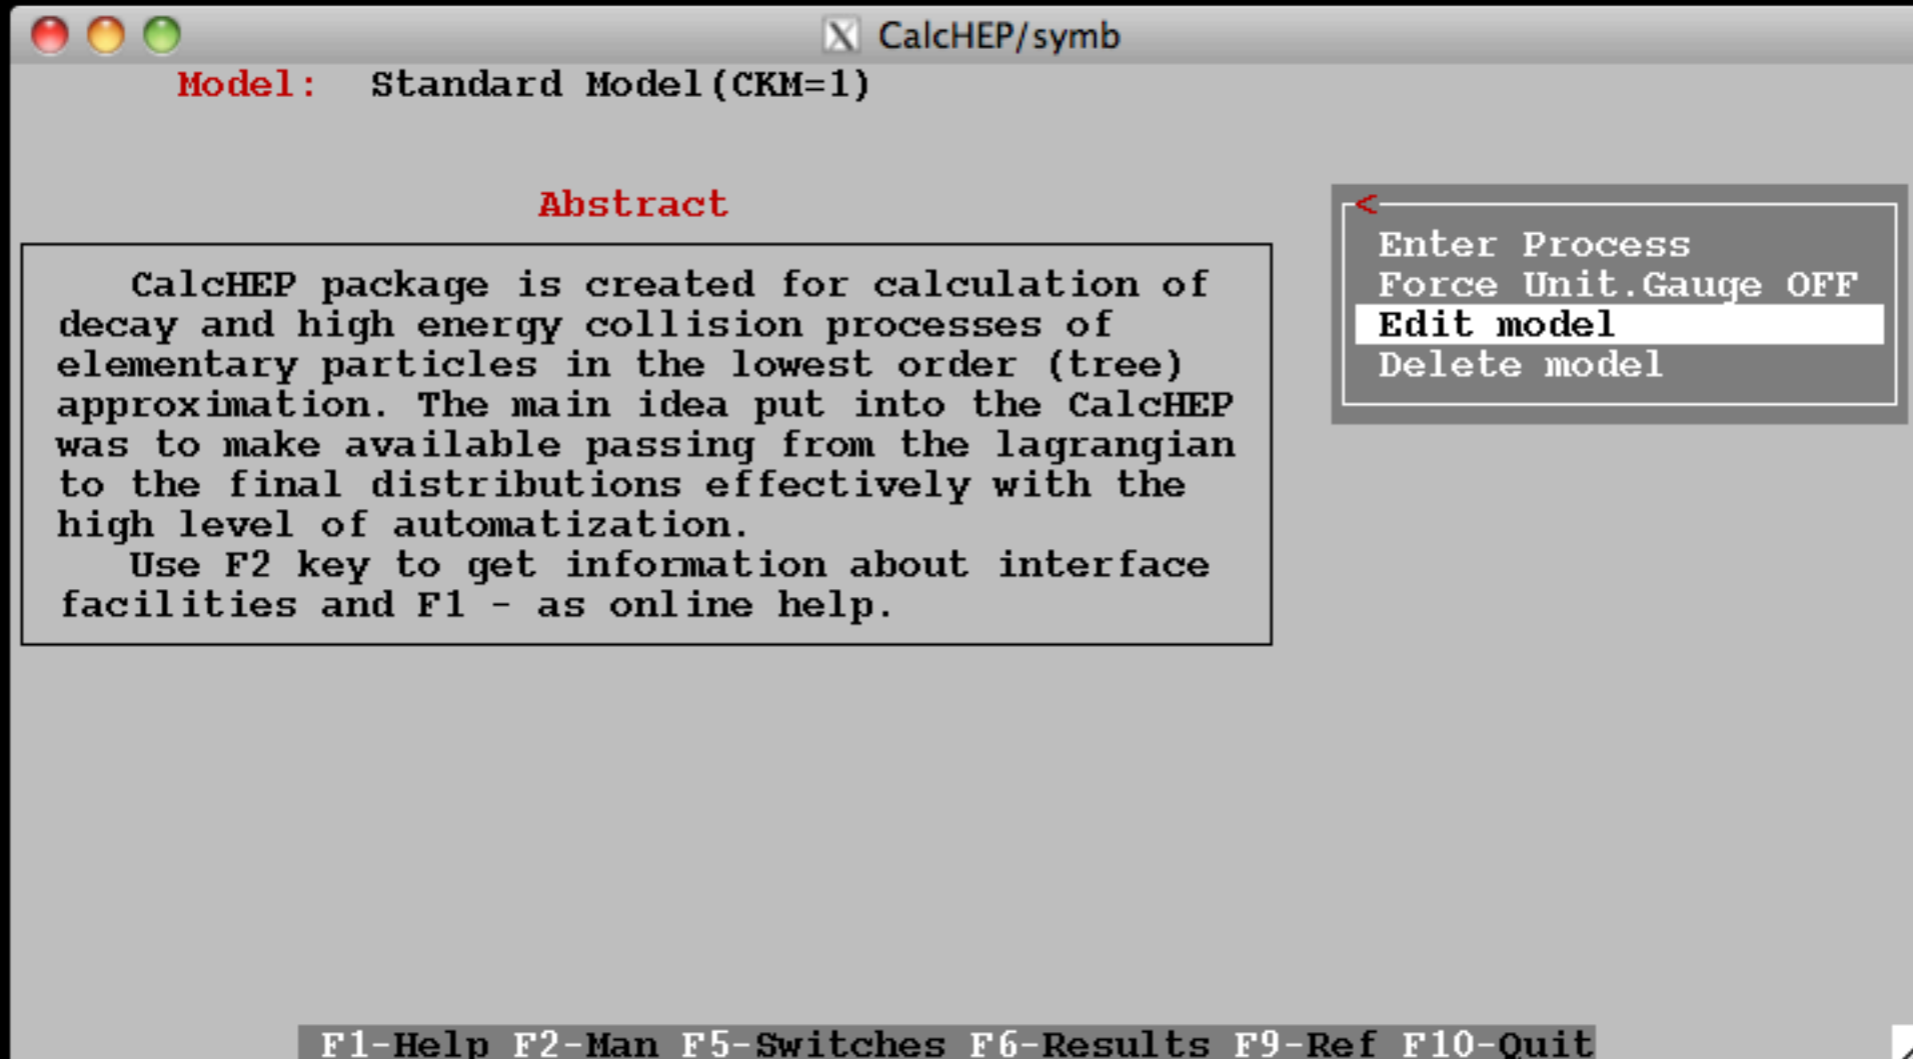 CalcHEP/symb
Model: Standard Model(CKM=1)
Abstract
CalcHEP package is created for calculation of
decay and high energy collision processes of
elementary particles in the lowest order (tree)
approximation. The main idea put into the CalcHEP
was to make available passing from the lagrangian
to the final distributions effectively with the
high level of automatization.
Use F2 key to get information about interface
facilities and F1 - as online help.
<
Enter Process
Force Unit.Gauge OFF
Edit model
Delete model
F1-Help F2-Man F5-Switches F6-Results F9-Ref F10-Quit